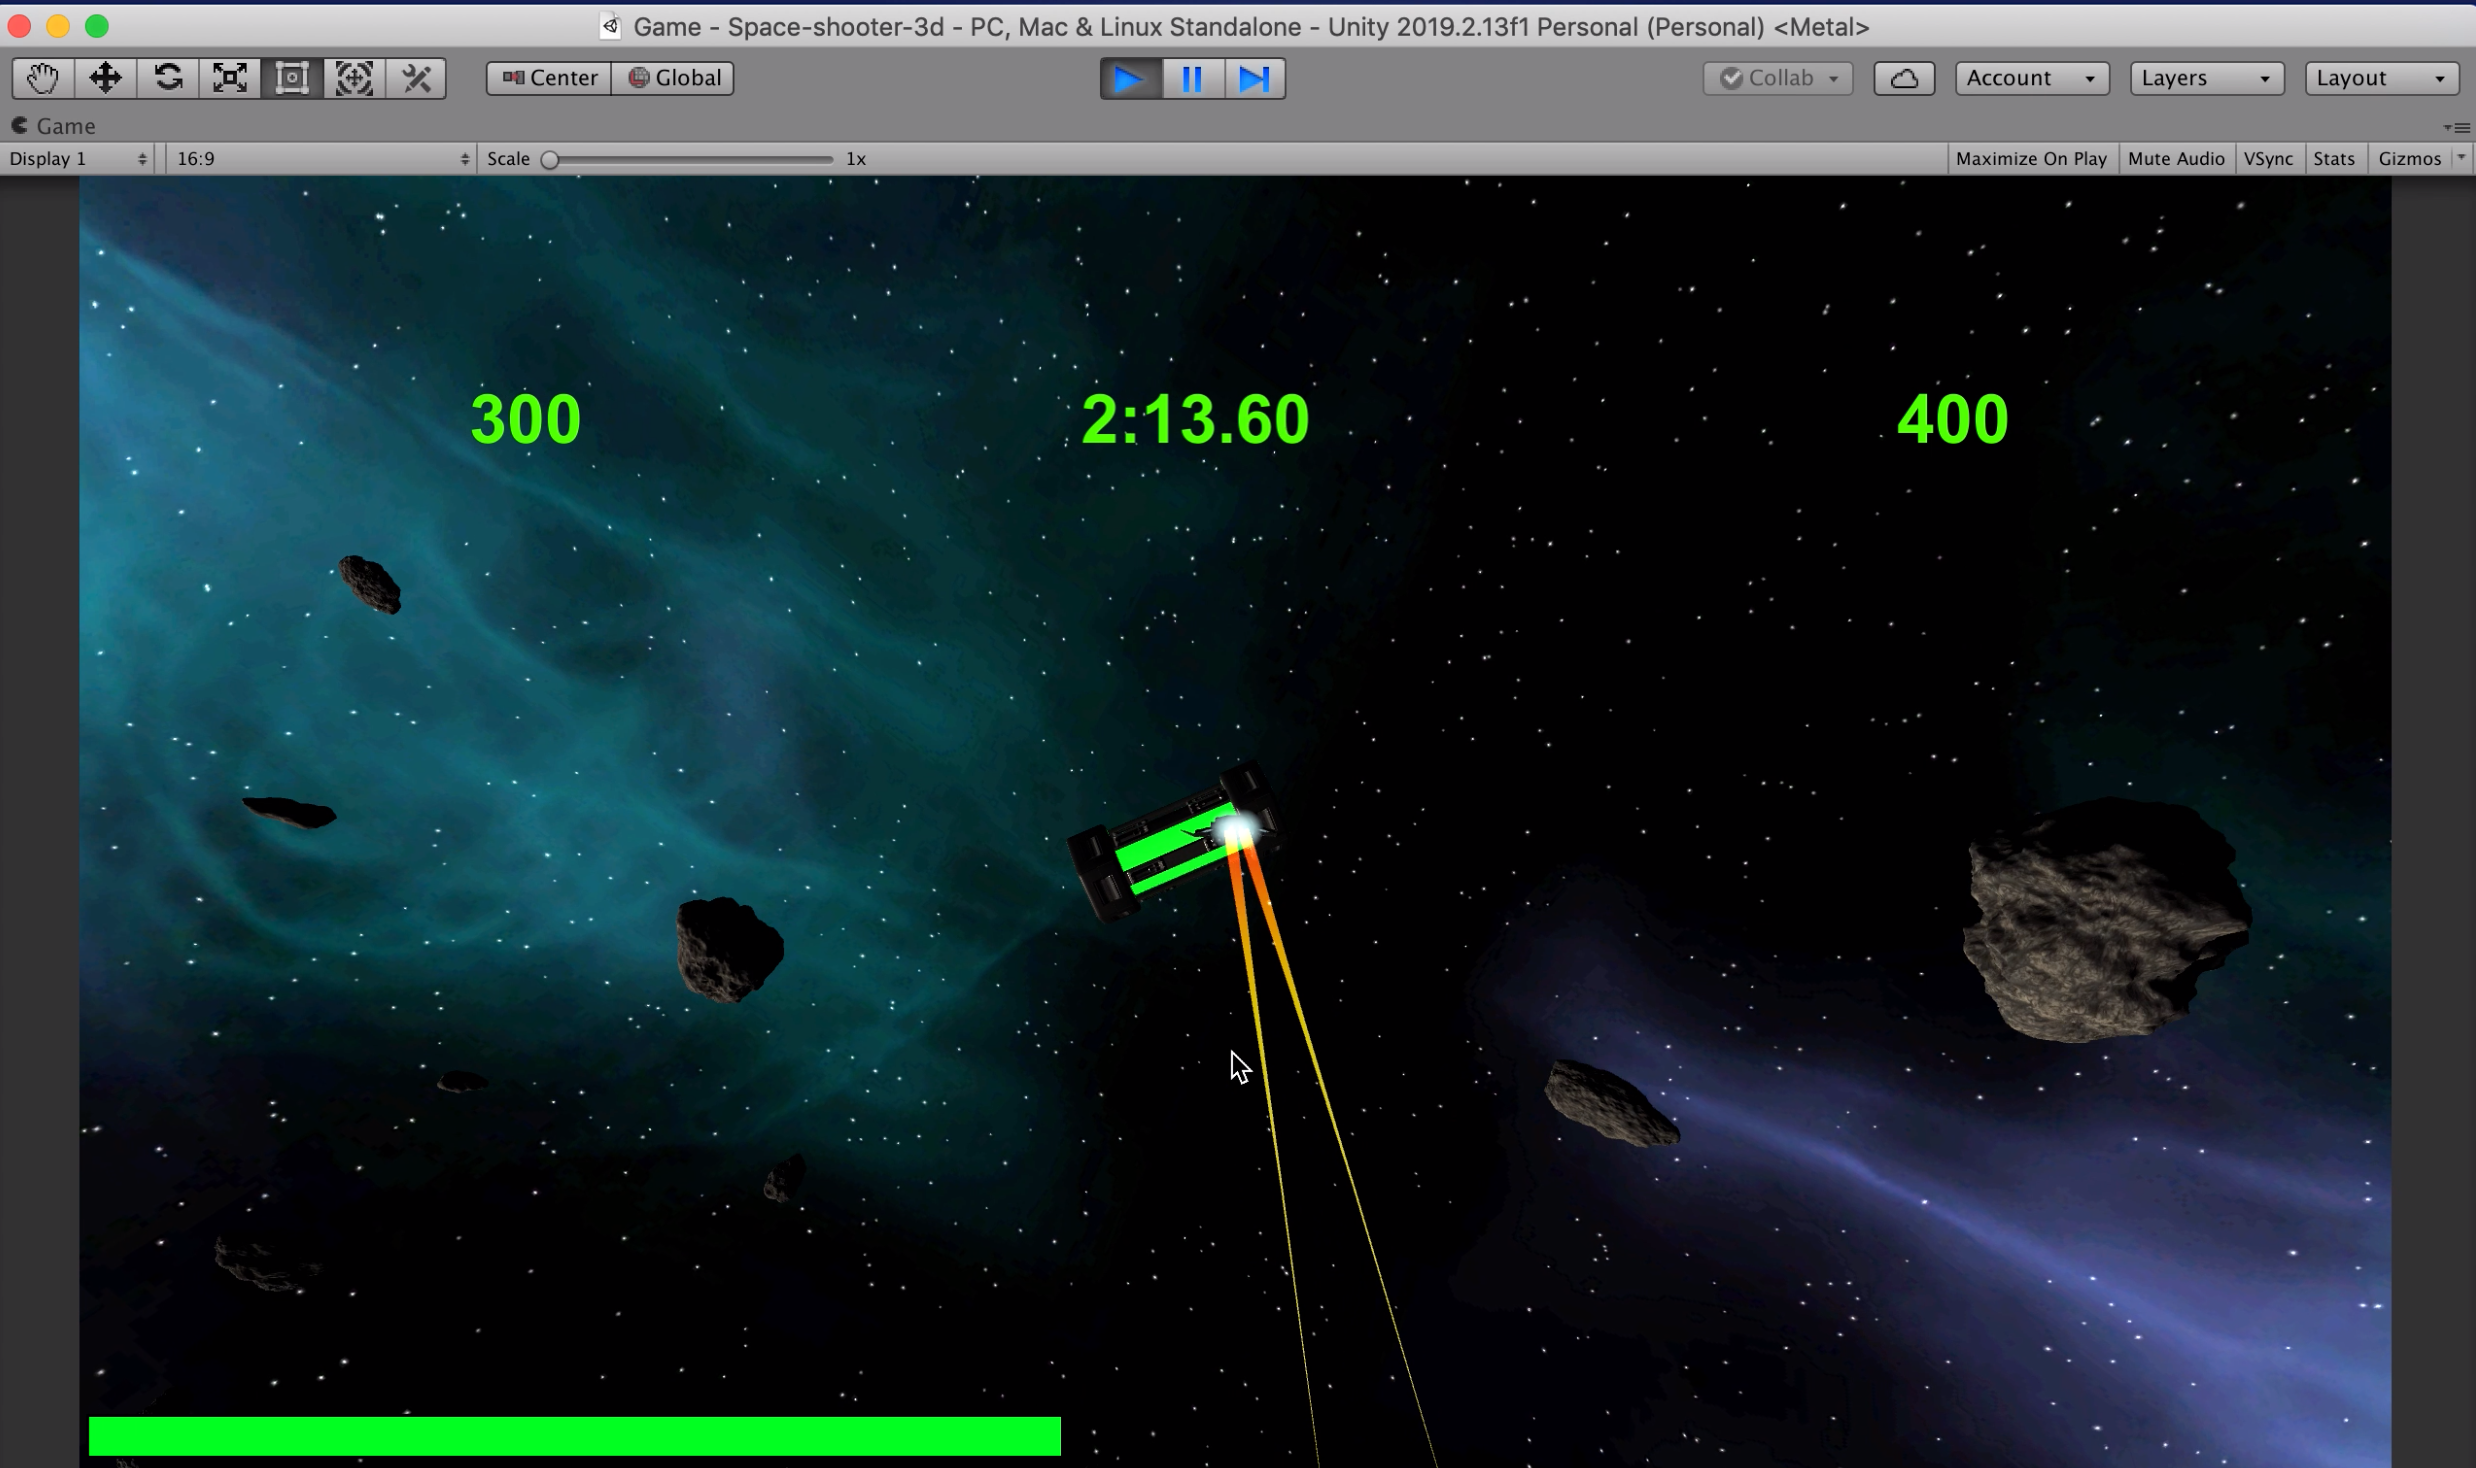 Game - Space-shooter-3d - PC, Mac & Linux Standalone - Unity 2019.2.13f1 Personal (Personal) <Metal>
Center Global Collab Account Layers Layout
Game
Display 1 16:9 Scale 1x Maximize On Play Mute Audio VSync Stats Gizmos
300 2:13.60 400